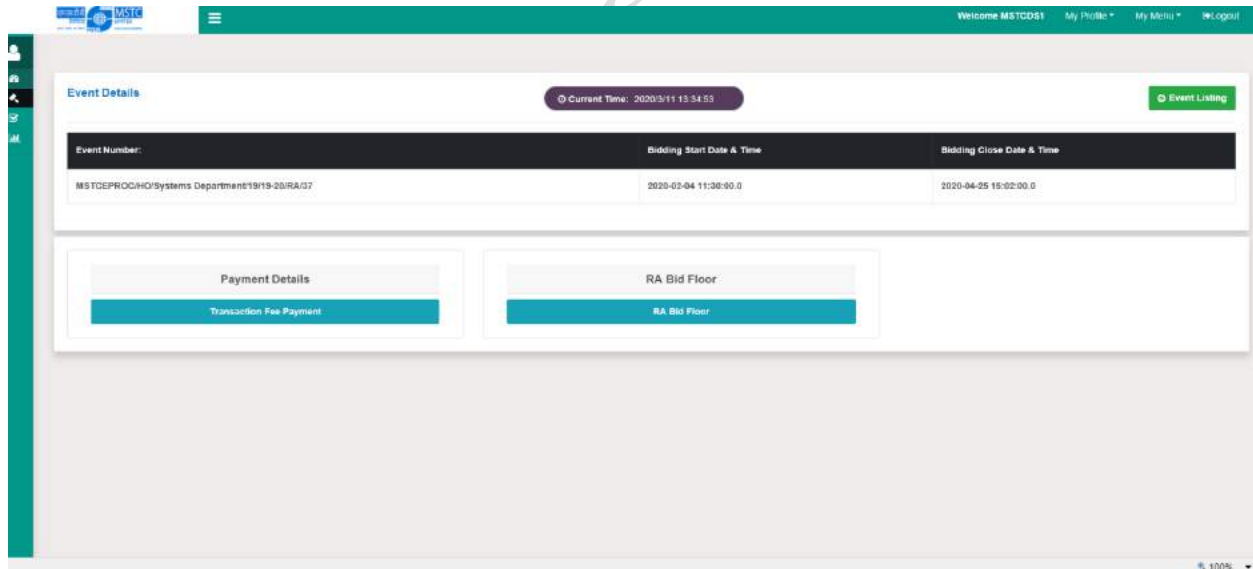 MSTC
Welcome MSTCDS1 My Profile My Menu Logout
Event Details
Current Time: 2020/3/11 13:34:53
Event Listing
Event Number: Bidding Start Date & Time Bidding Close Date & Time
MSTCEPROC/HO/Systems Department/19/19-20/RA/37 2020-02-04 11:30:00.0 2020-04-25 15:02:00.0
Payment Details RA Bid Floor
Transaction Fee Payment RA Bid Floor
100%